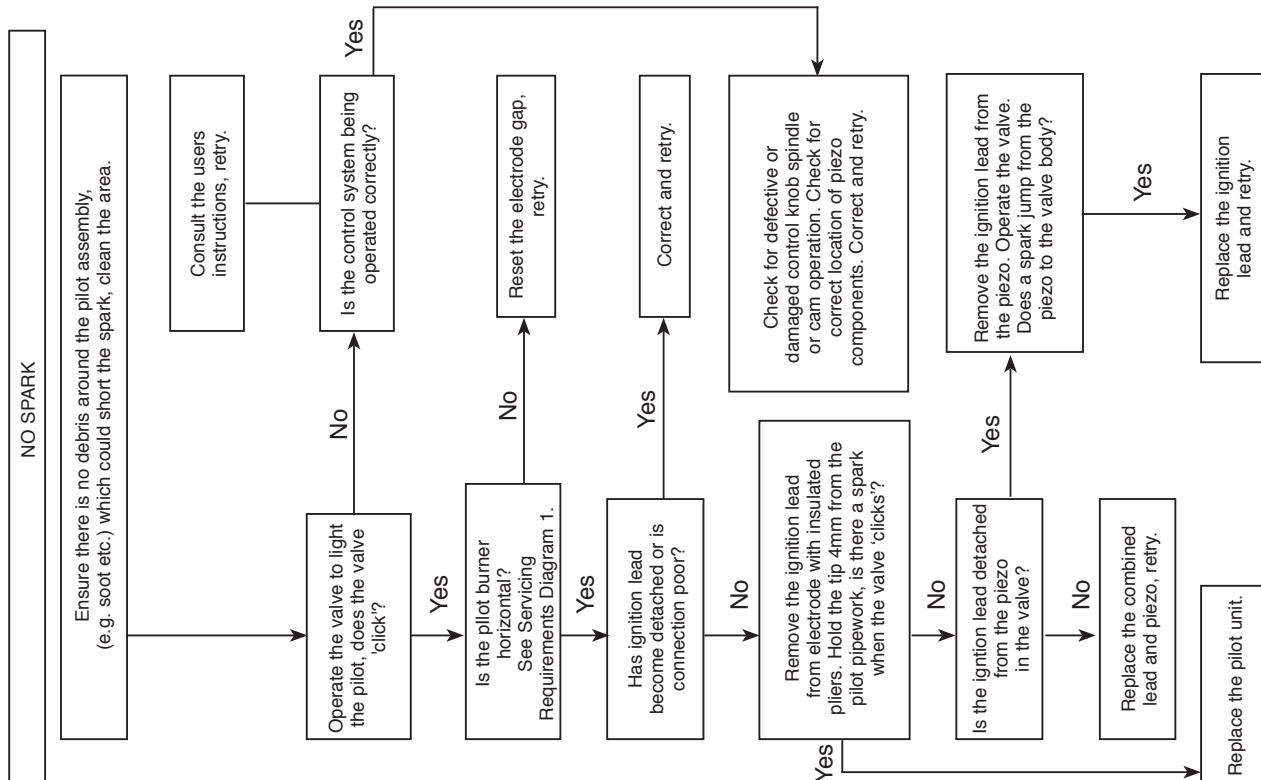 NO SPARK
Ensure there is no debris around the pilot assembly,
(e.g. soot etc.) which could short the spark, clean the area.
Operate the valve to light
the pilot, does the valve
'click'?
No
Is the control system being
operated correctly?
Consult the users
instructions, retry.
Yes
Yes
Is the pilot burner
horizontal?
See Servicing
Requirements Diagram 1.
No
Reset the electrode gap,
retry.
Yes
Has ignition lead
become detached or is
connection poor?
Yes
Correct and retry.
No
Remove the ignition lead
from electrode with insulated
pliers. Hold the tip 4mm from the
pilot pipework, is there a spark
when the valve 'clicks'?
Check for defective or
damaged control knob spindle
or cam operation. Check for
correct location of piezo
components. Correct and retry.
Yes
No
Is the igntion lead detached
from the piezo
in the valve?
Yes
Remove the ignition lead from
the piezo. Operate the valve.
Does a spark jump from the
piezo to the valve body?
No
Replace the combined
lead and piezo, retry.
Yes
Replace the pilot unit.
Replace the ignition
lead and retry.